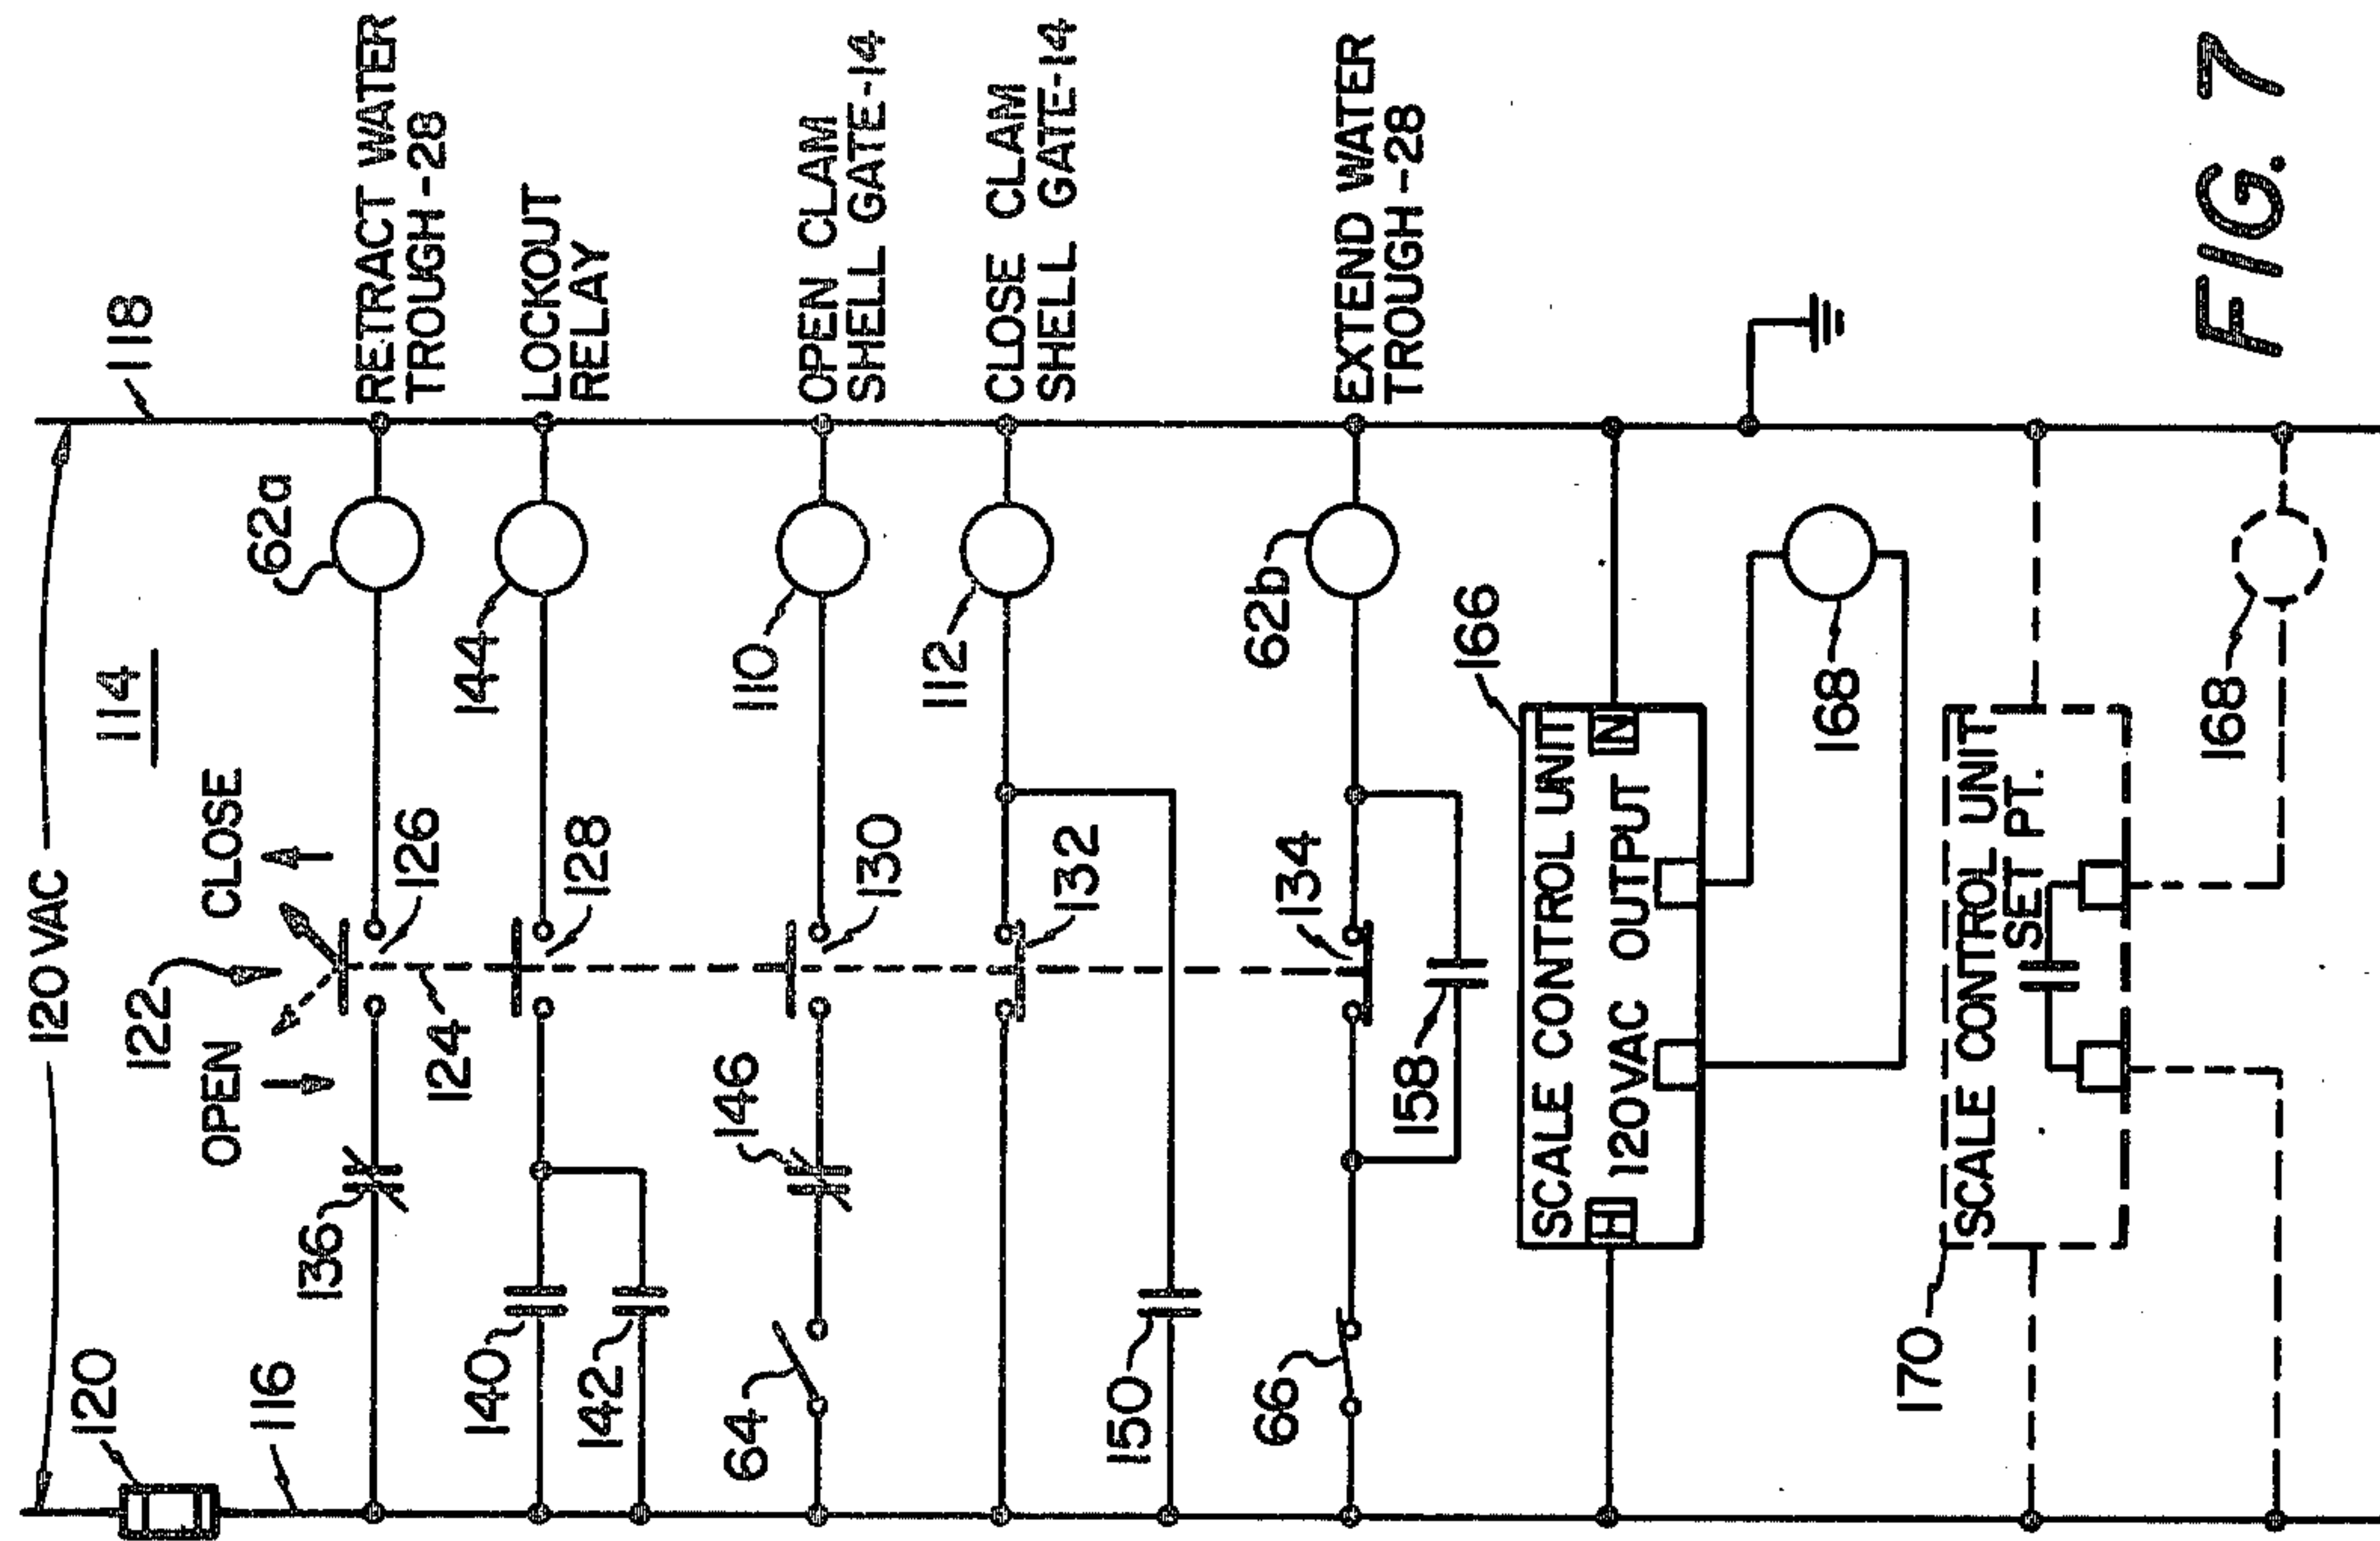 120 VAC
118
114
120
116
122
OPEN
CLOSE
124
136
126
62a
RETRACT WATER
TROUGH-28
140
142
128
144
LOCKOUT
RELAY
64
146
130
110
OPEN CLAM
SHELL GATE-14
150
132
112
CLOSE CLAM
SHELL GATE-14
66
134
158
62b
EXTEND WATER
TROUGH-28
166
SCALE CONTROL UNIT
H
120VAC OUTPUT
N
168
170
SCALE CONTROL UNIT
SET PT.
168
FIG. 7